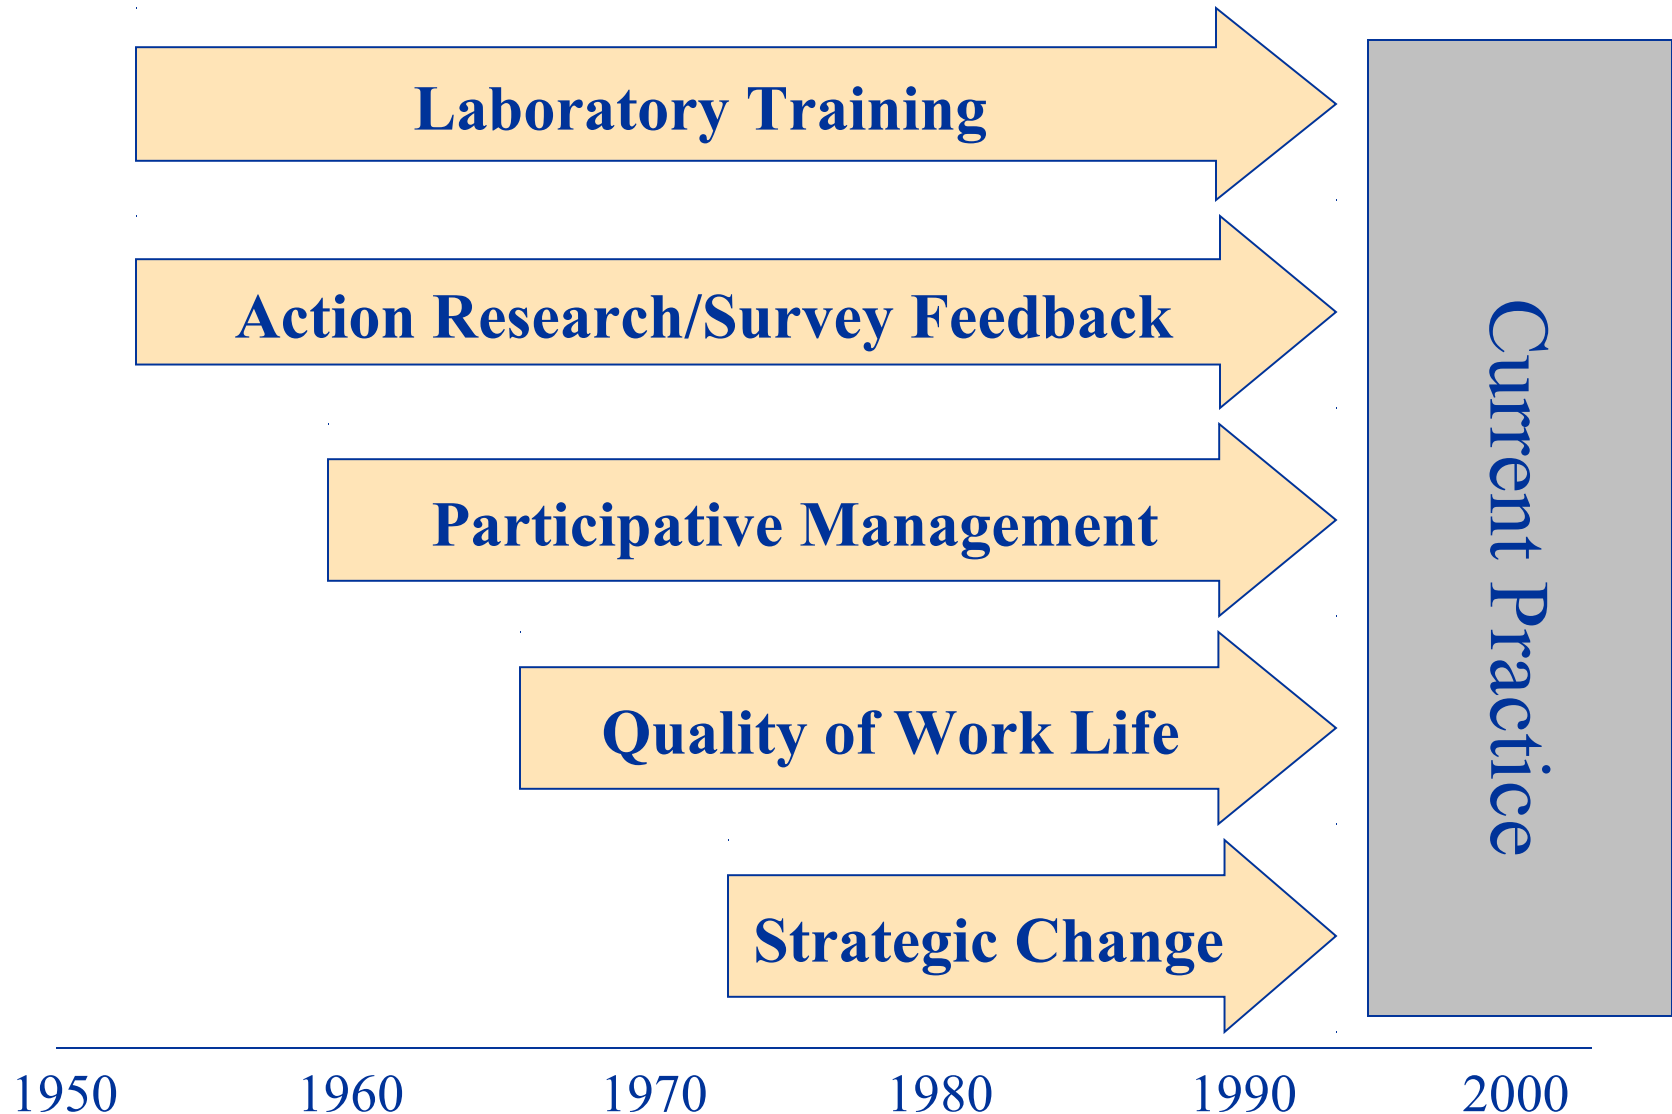 Laboratory Training
Action Research/Survey Feedback
Participative Management
Quality of Work Life
Strategic Change
Current Practice
1950 1960 1970 1980 1990 2000